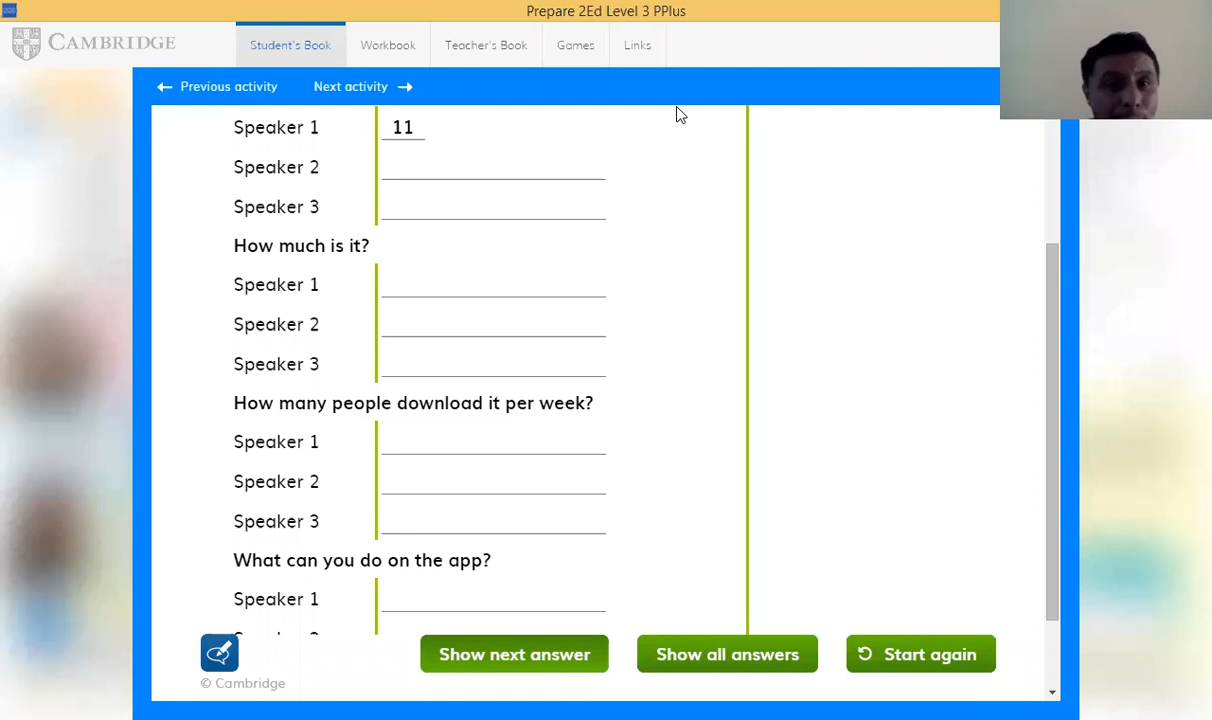 Prepare 2Ed Level 3 PPlus
CAMBRIDGE
Student's Book
Workbook
Teacher's Book
Games
Links
Previous activity
Next activity
Speaker 1
11
Speaker 2
Speaker 3
How much is it?
Speaker 1
Speaker 2
Speaker 3
How many people download it per week?
Speaker 1
Speaker 2
Speaker 3
What can you do on the app?
Speaker 1
Show next answer
Show all answers
Start again
© Cambridge